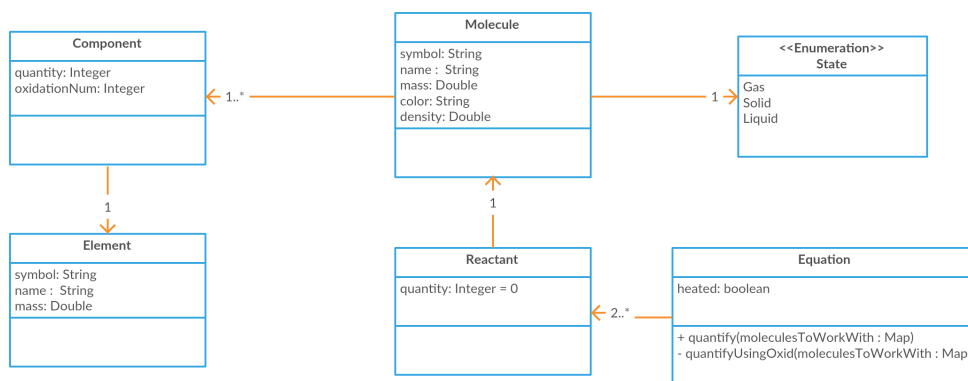 Component
quantity: Integer
oxidationNum: Integer
1..*
Molecule
symbol: String
name :  String
mass: Double
color: String
density: Double
1
<<Enumeration>>
State
Gas
Solid
Liquid
1
Element
symbol: String
name :  String
mass: Double
1
Reactant
quantity: Integer = 0
2..*
Equation
heated: boolean
+ quantify(moleculesToWorkWith : Map)
- quantifyUsingOxid(moleculesToWorkWith : Map